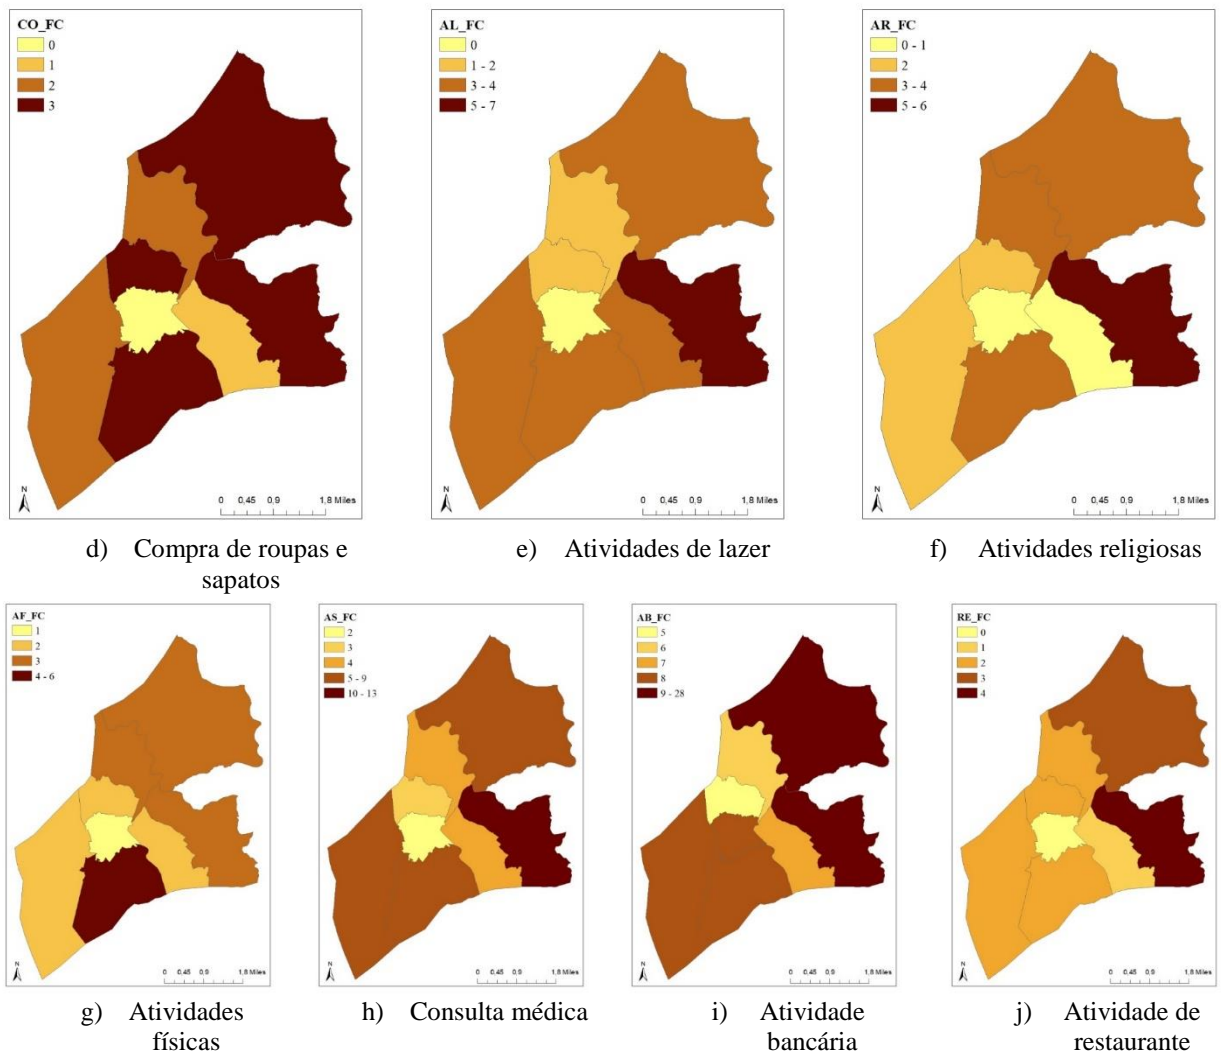 CO_FC
0
1
2
3
N
0 0,45 0,9 1,8 Miles
AL_FC
0
1 - 2
3 - 4
5 - 7
N
0 0,45 0,9 1,8 Miles
AR_FC
0 - 1
2
3 - 4
5 - 6
N
0 0,45 0,9 1,8 Miles
d) Compra de roupas e
sapatos
e) Atividades de lazer
f) Atividades religiosas
AF_FC
1
2
3
4 - 6
N
0 0,45 0,9 1,8 Miles
AS_FC
2
3
4
5 - 9
10 - 13
N
0 0,45 0,9 1,8 Miles
AB_FC
5
6
7
8
9 - 28
N
0 0,45 0,9 1,8 Miles
RE_FC
0
1
2
3
4
N
0 0,45 0,9 1,8 Miles
g) Atividades
físicas
h) Consulta médica
i) Atividade
bancária
j) Atividade de
restaurante